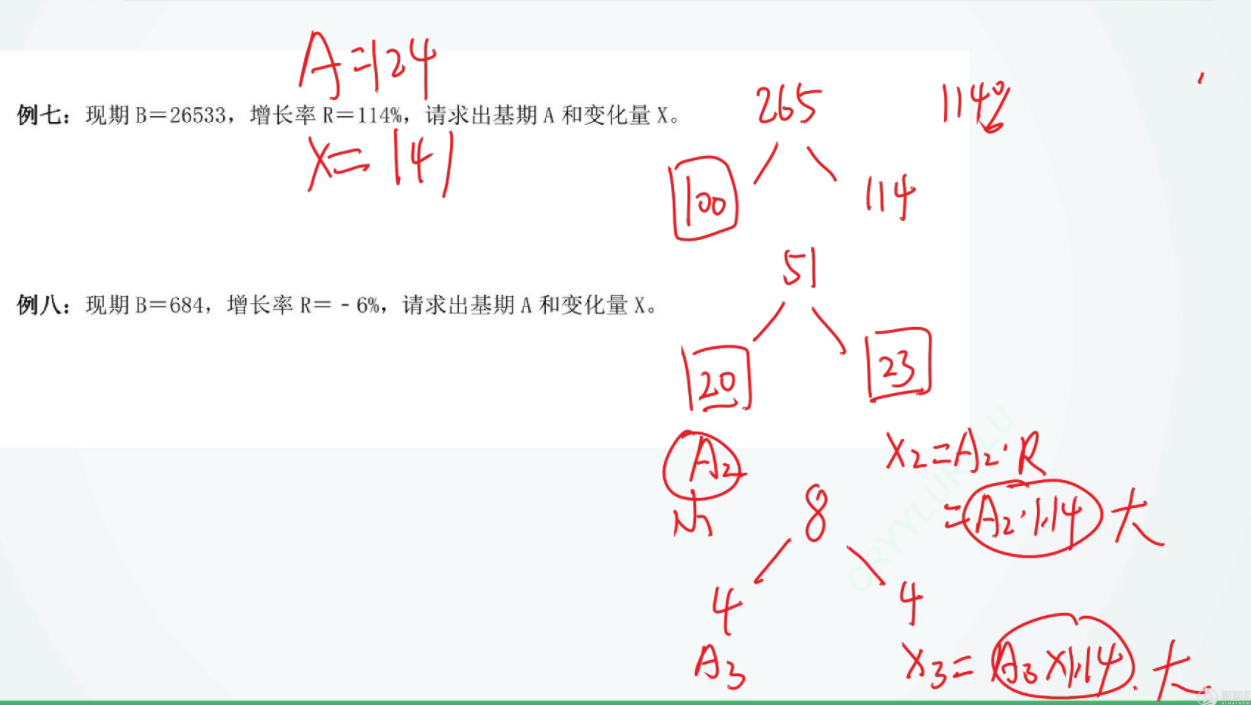 A=124
例七：现期 B＝26533，增长率 R＝114%，请求出基期 A 和变化量 X。
X=141
265
114%
100
114
51
例八：现期 B＝684，增长率 R＝﹣6%，请求出基期 A 和变化量 X。
20
23
A2
小
X2=A2·R
=A2·1.14 大
8
4
4
A3
X3=A3×1.14. 大